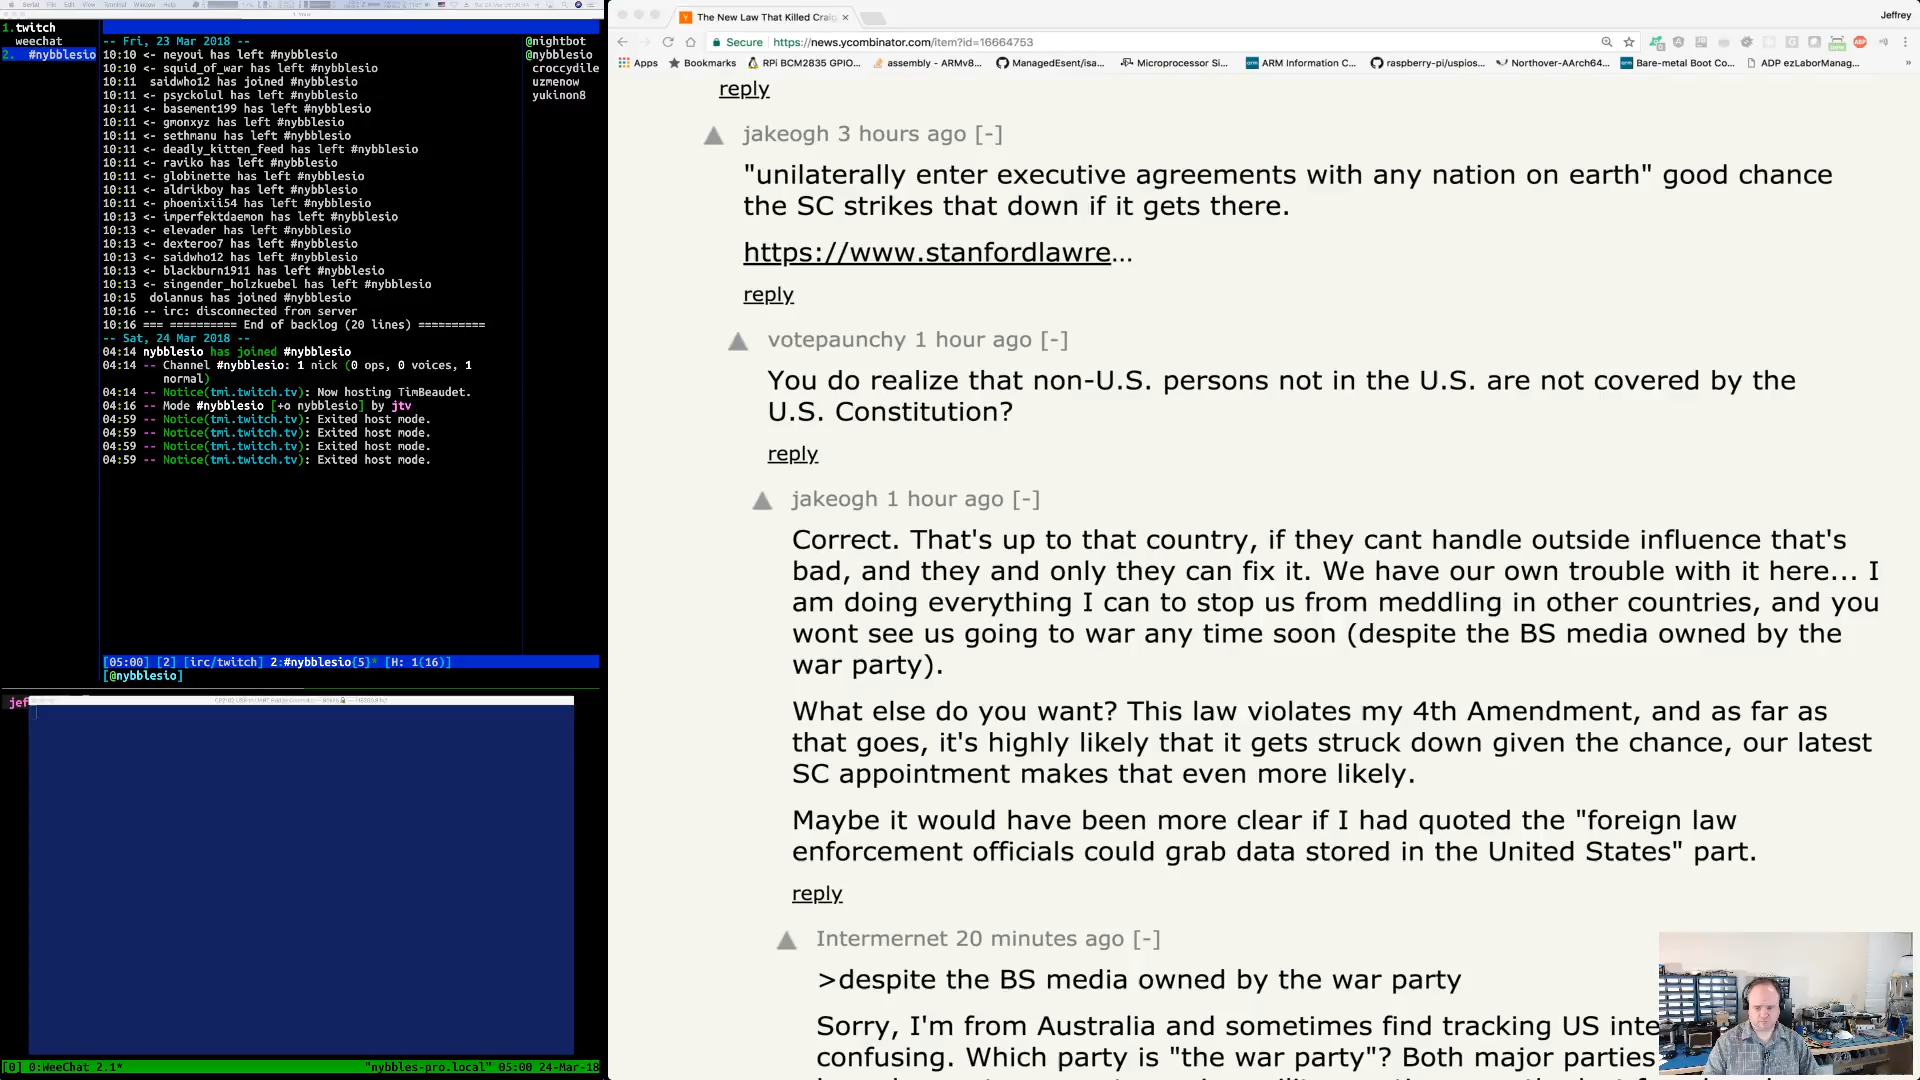 1.twitch
weechat
2. #nybblesio
-- Fri, 23 Mar 2018 --
10:10 <- neyoui has left #nybblesio
10:10 <- squid_of_war has left #nybblesio
10:11 saidwho12 has joined #nybblesio
10:11 <- psyckolul has left #nybblesio
10:11 <- basement199 has left #nybblesio
10:11 <- gmonxyz has left #nybblesio
10:11 <- sethmanu has left #nybblesio
10:11 <- deadly_kitten_feed has left #nybblesio
10:11 <- raviko has left #nybblesio
10:11 <- globinette has left #nybblesio
10:11 <- aldrikboy has left #nybblesio
10:11 <- phoenixii54 has left #nybblesio
10:13 <- imperfektdaemon has left #nybblesio
10:13 <- elevader has left #nybblesio
10:13 <- dexteroo7 has left #nybblesio
10:13 <- saidwho12 has left #nybblesio
10:13 <- blackburn1911 has left #nybblesio
10:13 <- singender_holzkuebel has left #nybblesio
10:15 dolannus has joined #nybblesio
10:16 -- irc: disconnected from server
10:16 === ========== End of backlog (20 lines) ==========
-- Sat, 24 Mar 2018 --
04:14 nybblesio has joined #nybblesio
04:14 -- Channel #nybblesio: 1 nick (0 ops, 0 voices, 1
normal)
04:14 -- Notice(tmi.twitch.tv): Now hosting TimBeaudet.
04:16 -- Mode #nybblesio [+o nybblesio] by jtv
04:59 -- Notice(tmi.twitch.tv): Exited host mode.
04:59 -- Notice(tmi.twitch.tv): Exited host mode.
04:59 -- Notice(tmi.twitch.tv): Exited host mode.
04:59 -- Notice(tmi.twitch.tv): Exited host mode.
@nightbot
@nybblesio
croccydile
uzmenow
yukinon8
[05:00] [2] [irc/twitch] 2:#nybblesio{5}* [H: 1(16)]
[@nybblesio]
jef
[0] 0:WeeChat 2.1* "nybbles-pro.local" 05:00 24-Mar-18
The New Law That Killed Craig
Jeffrey
Secure https://news.ycombinator.com/item?id=16664753
Apps Bookmarks RPi BCM2835 GPIO... assembly - ARMv8... ManagedEsent/isa... Microprocessor Si... ARM Information C... raspberry-pi/uspios... Northover-AArch64... Bare-metal Boot Co... ADP ezLaborManag... »
reply
jakeogh 3 hours ago [-]
"unilaterally enter executive agreements with any nation on earth" good chance
the SC strikes that down if it gets there.
https://www.stanfordlawre...
reply
votepaunchy 1 hour ago [-]
You do realize that non-U.S. persons not in the U.S. are not covered by the
U.S. Constitution?
reply
jakeogh 1 hour ago [-]
Correct. That's up to that country, if they cant handle outside influence that's
bad, and they and only they can fix it. We have our own trouble with it here... I
am doing everything I can to stop us from meddling in other countries, and you
wont see us going to war any time soon (despite the BS media owned by the
war party).
What else do you want? This law violates my 4th Amendment, and as far as
that goes, it's highly likely that it gets struck down given the chance, our latest
SC appointment makes that even more likely.
Maybe it would have been more clear if I had quoted the "foreign law
enforcement officials could grab data stored in the United States" part.
reply
Intermernet 20 minutes ago [-]
>despite the BS media owned by the war party
Sorry, I'm from Australia and sometimes find tracking US inte
confusing. Which party is "the war party"? Both major parties